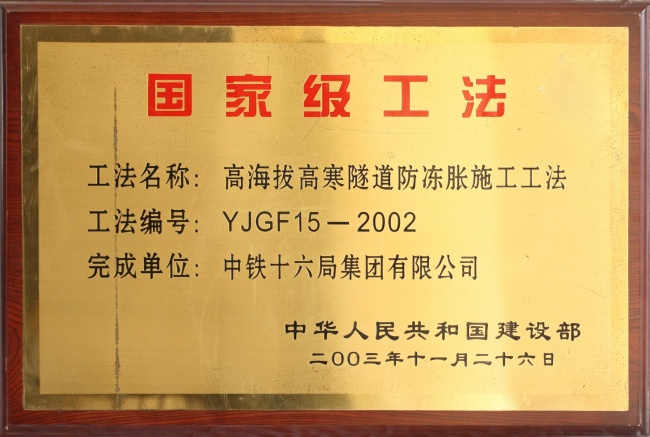 国家级工法
工法名称：高海拔高寒隧道防冻胀施工工法
工法编号：YJGF15－2002
完成单位：中铁十六局集团有限公司
中华人民共和国建设部
二OO三年十一月二十六日